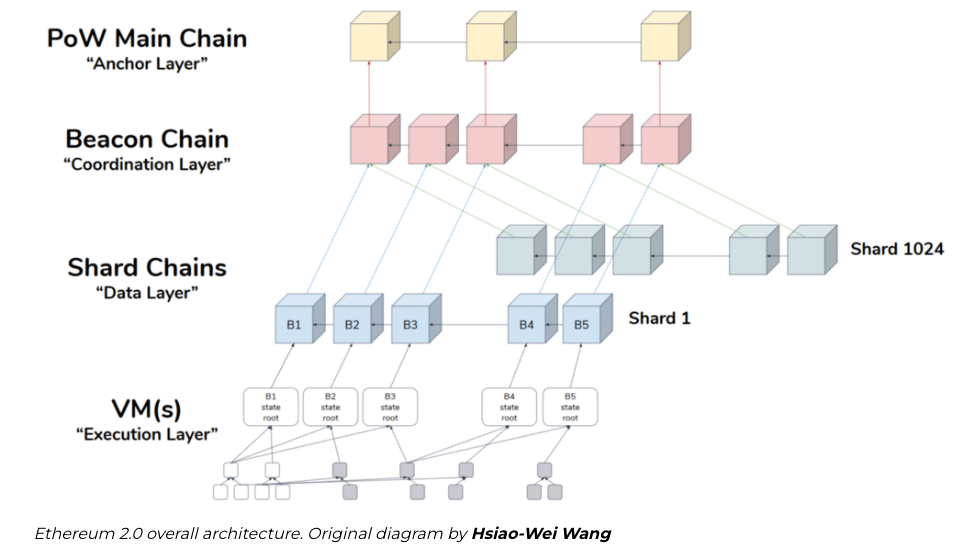 PoW Main Chain
“Anchor Layer”
Beacon Chain
“Coordination Layer”
Shard 1024
Shard Chains
“Data Layer”
B1
B2
B3
B4
B5
Shard 1
B1
state
root
B2
state
root
B3
state
root
B4
state
root
B5
state
root
VM(s)
“Execution Layer”
Ethereum 2.0 overall architecture. Original diagram by Hsiao-Wei Wang